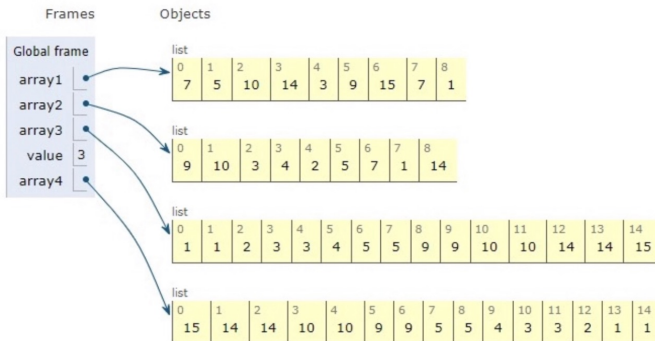 Frames Objects
Global frame
array1
array2
array3
value 3
array4
list
0 1 2 3 4 5 6 7 8
7 5 10 14 3 9 15 7 1
list
0 1 2 3 4 5 6 7 8
9 10 3 4 2 5 7 1 14
list
0 1 2 3 4 5 6 7 8 9 10 11 12 13 14
1 1 2 3 3 4 5 5 9 9 10 10 14 14 15
list
0 1 2 3 4 5 6 7 8 9 10 11 12 13 14
15 14 14 10 10 9 9 5 5 4 3 3 2 1 1